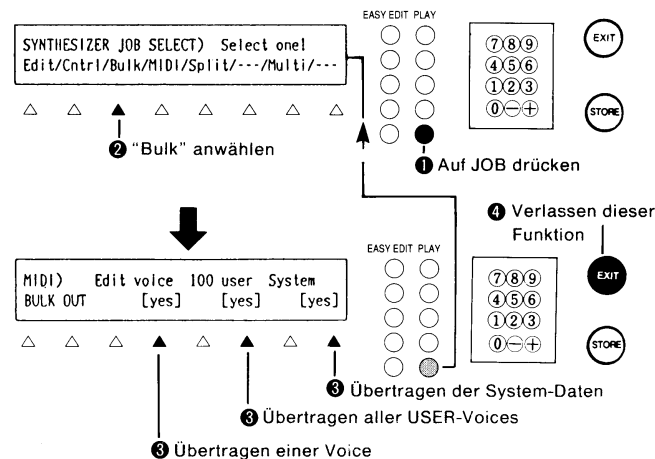 EASY EDIT PLAY
SYNTHESIZER JOB SELECT) Select one!
Edit/Cntrl/Bulk/MIDI/Split/---/Multi/---
7 8 9
4 5 6
1 2 3
0 − +
EXIT
STORE
❷ "Bulk" anwählen
❶ Auf JOB drücken
❹ Verlassen dieser
Funktion
EASY EDIT PLAY
MIDI) Edit voice 100 user System
BULK OUT [yes] [yes] [yes]
7 8 9
4 5 6
1 2 3
0 − +
EXIT
STORE
❸ Übertragen der System-Daten
❸ Übertragen aller USER-Voices
❸ Übertragen einer Voice